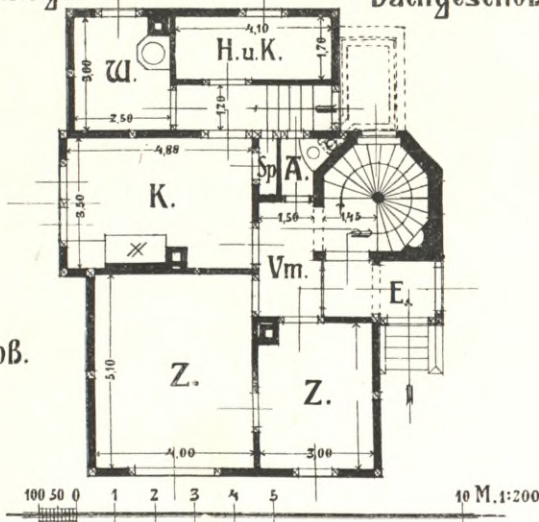 Dachgeschoß
4,10
W.
H.u.K.
1,70
3,00
2,50
1,20
4,88
Sp
A.
K.
3,50
1,50
1,45
Vm.
E.
oß.
5,10
Z.
Z.
4,00
3,00
100 50 0 1 2 3 4 5 10 M. 1:200